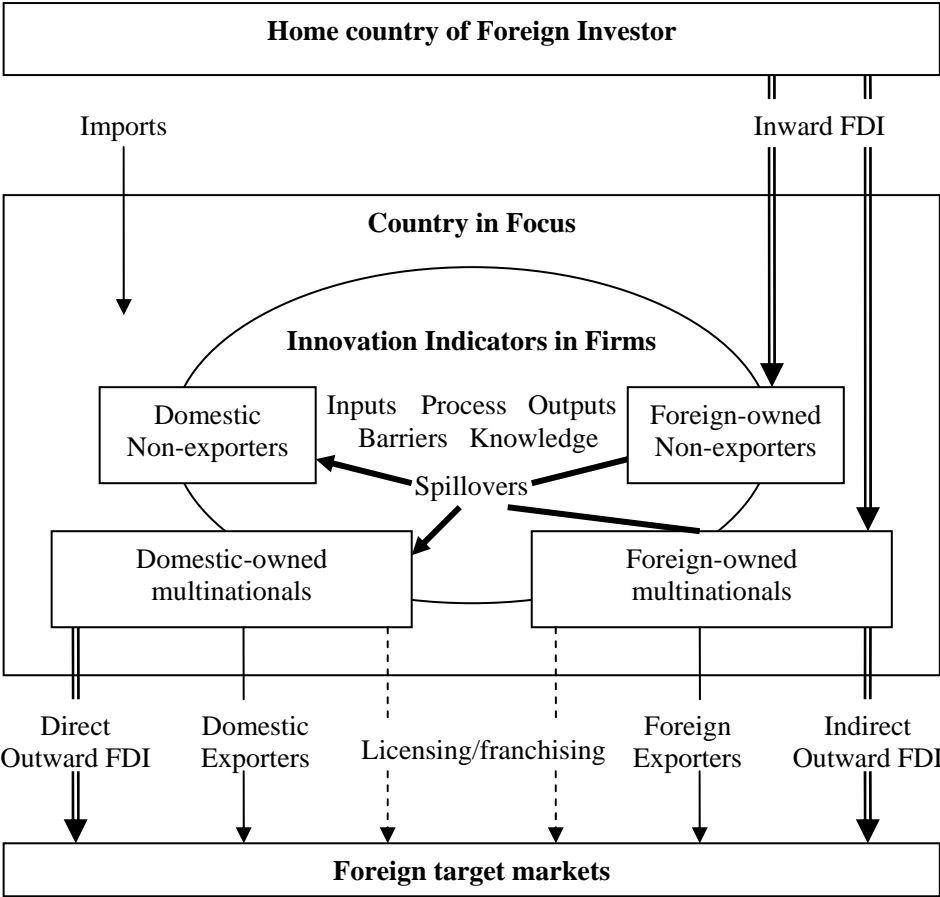 Home country of Foreign Investor
Imports
Inward FDI
Country in Focus
Innovation Indicators in Firms
Domestic
Non-exporters
Inputs Process Outputs
Barriers Knowledge
Foreign-owned
Non-exporters
Spillovers
Domestic-owned
multinationals
Foreign-owned
multinationals
Direct
Outward FDI
Domestic
Exporters
Licensing/franchising
Foreign
Exporters
Indirect
Outward FDI
Foreign target markets